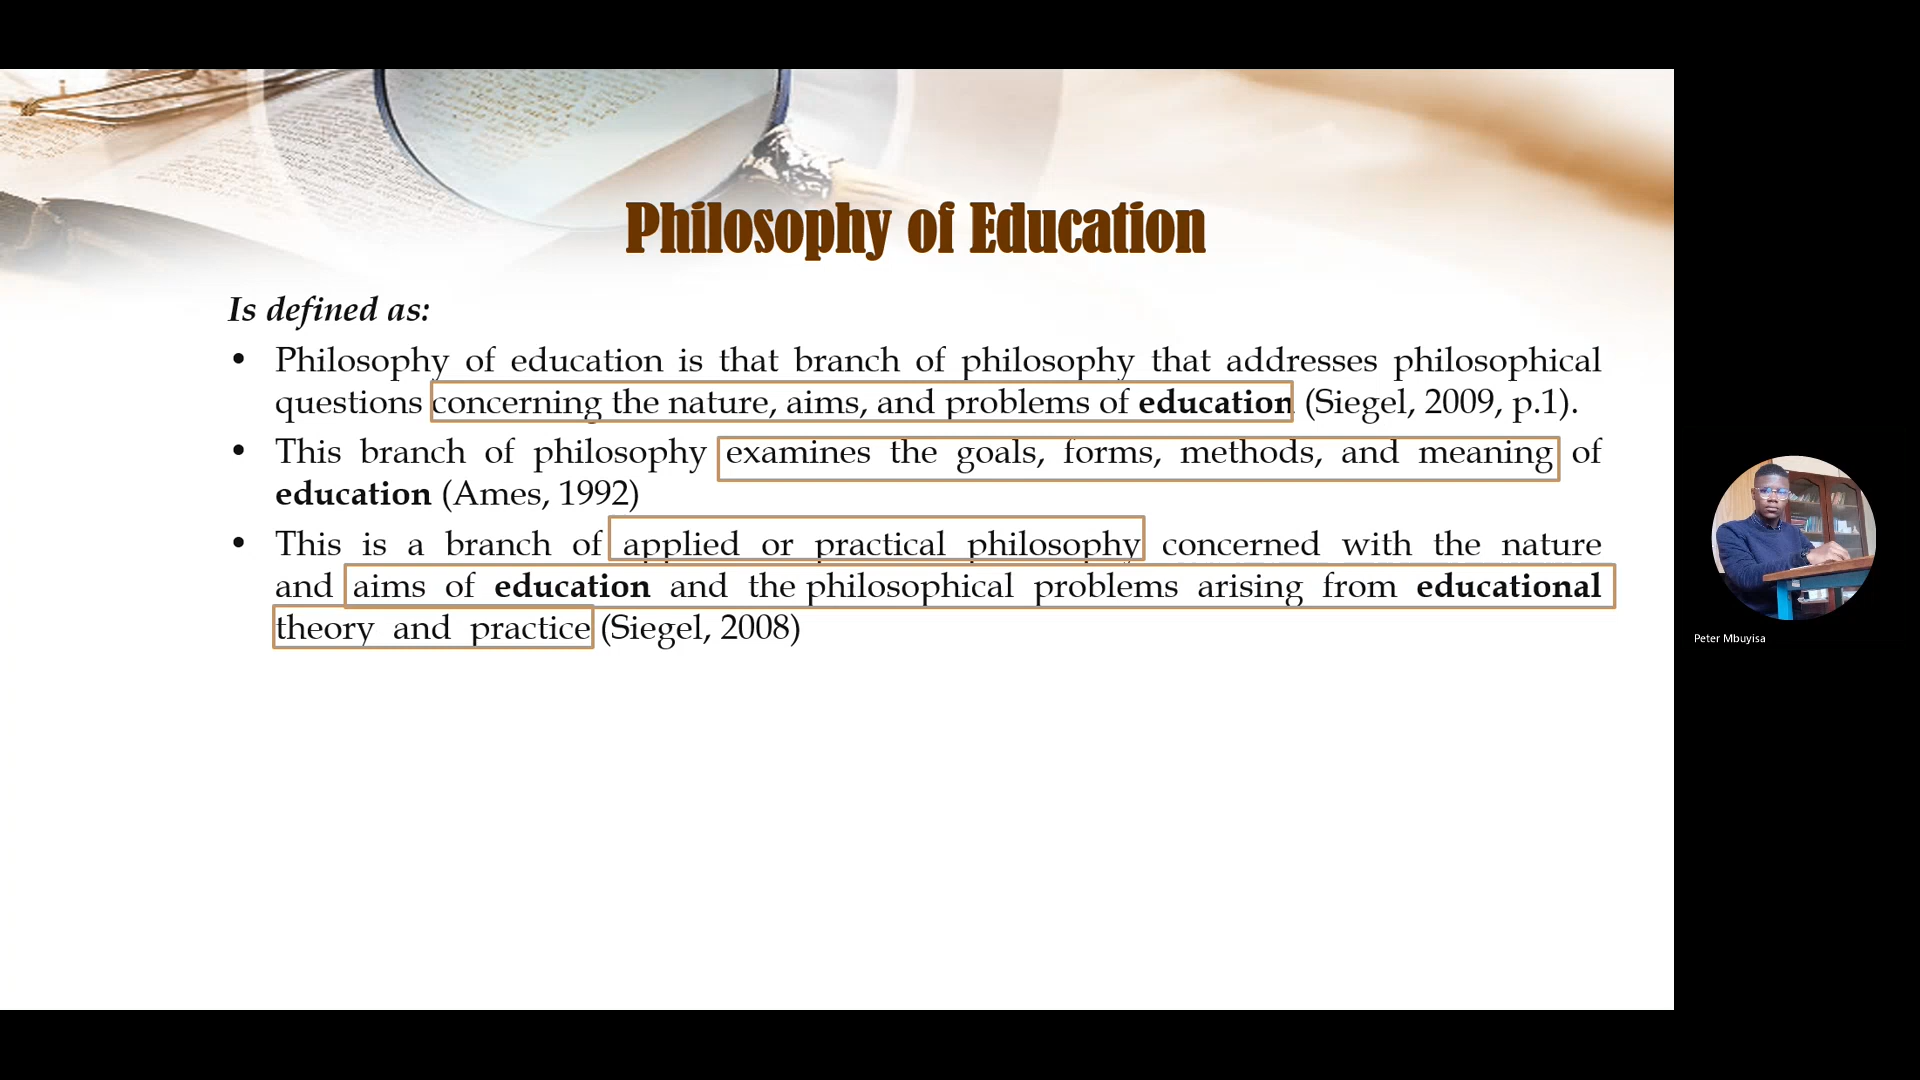 Philosophy of Education
Is defined as:
• Philosophy of education is that branch of philosophy that addresses philosophical
questions concerning the nature, aims, and problems of education (Siegel, 2009, p.1).
• This branch of philosophy examines the goals, forms, methods, and meaning of
education (Ames, 1992)
• This is a branch of applied or practical philosophy concerned with the nature
and aims of education and the philosophical problems arising from educational
theory and practice (Siegel, 2008)
Peter Mbuyisa